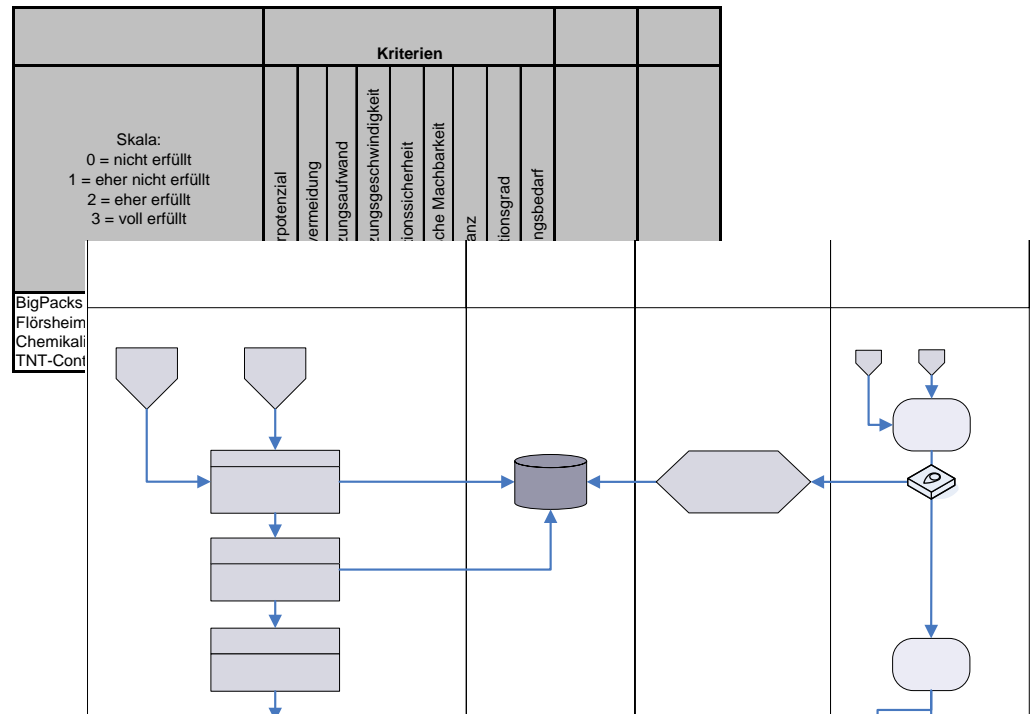 Kriterien
Skala:
0 = nicht erfüllt
1 = eher nicht erfüllt
2 = eher erfüllt
3 = voll erfüllt
rpotenzial
vermeidung
zungsaufwand
zungsgeschwindigkeit
ionssicherheit
che Machbarkeit
anz
tionsgrad
ngsbedarf
BigPacks
Flörsheim
Chemikali
TNT-Cont